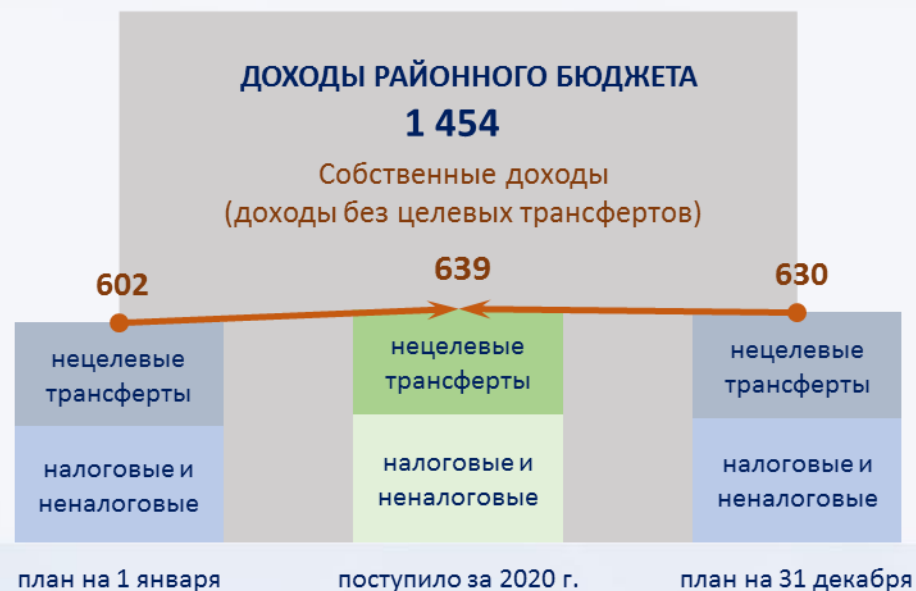 ДОХОДЫ РАЙОННОГО БЮДЖЕТА
1 454
Собственные доходы
(доходы без целевых трансфертов)
602
639
630
нецелевые
трансферты
нецелевые
трансферты
нецелевые
трансферты
налоговые и
неналоговые
налоговые и
неналоговые
налоговые и
неналоговые
план на 1 января
поступило за 2020 г.
план на 31 декабря